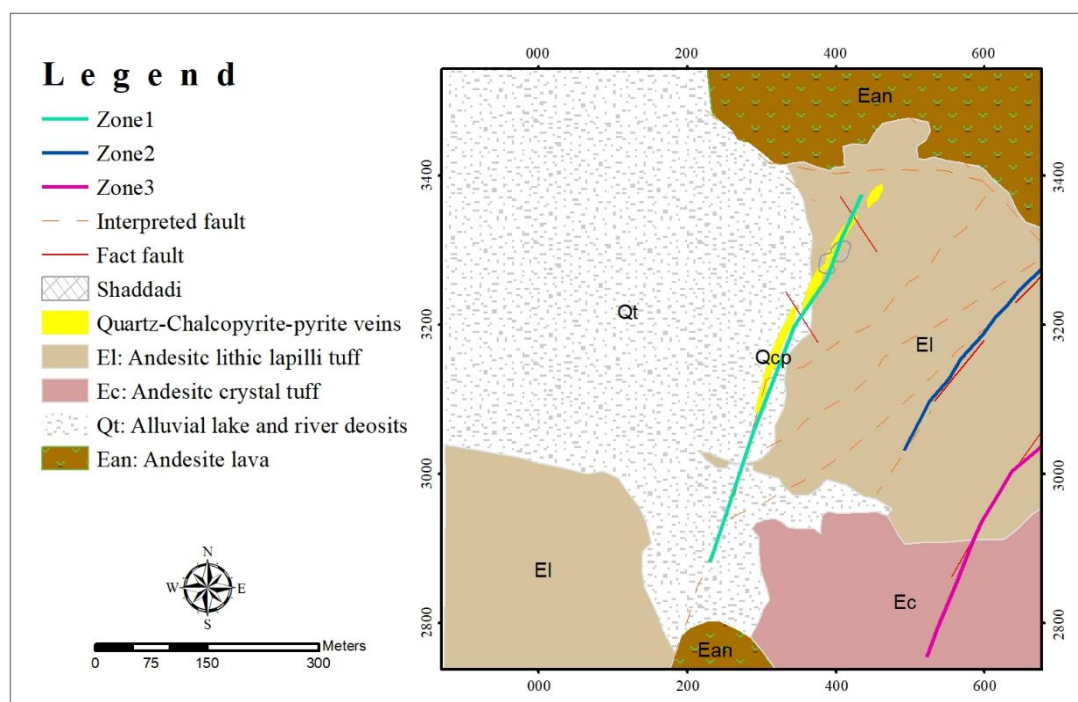 Legend
Zone1
Zone2
Zone3
Interpreted fault
Fact fault
Shaddadi
Quartz-Chalcopyrite-pyrite veins
El: Andesitc lithic lapilli tuff
Ec: Andesitc crystal tuff
Qt: Alluvial lake and river deosits
Ean: Andesite lava
N
W E
S
Meters
0 75 150 300
000 200 400 600
3400 3400
3200 3200
3000 3000
2800 2800
000 200 400 600
Ean
Qt
Qcp
El
El
Ec
Ean